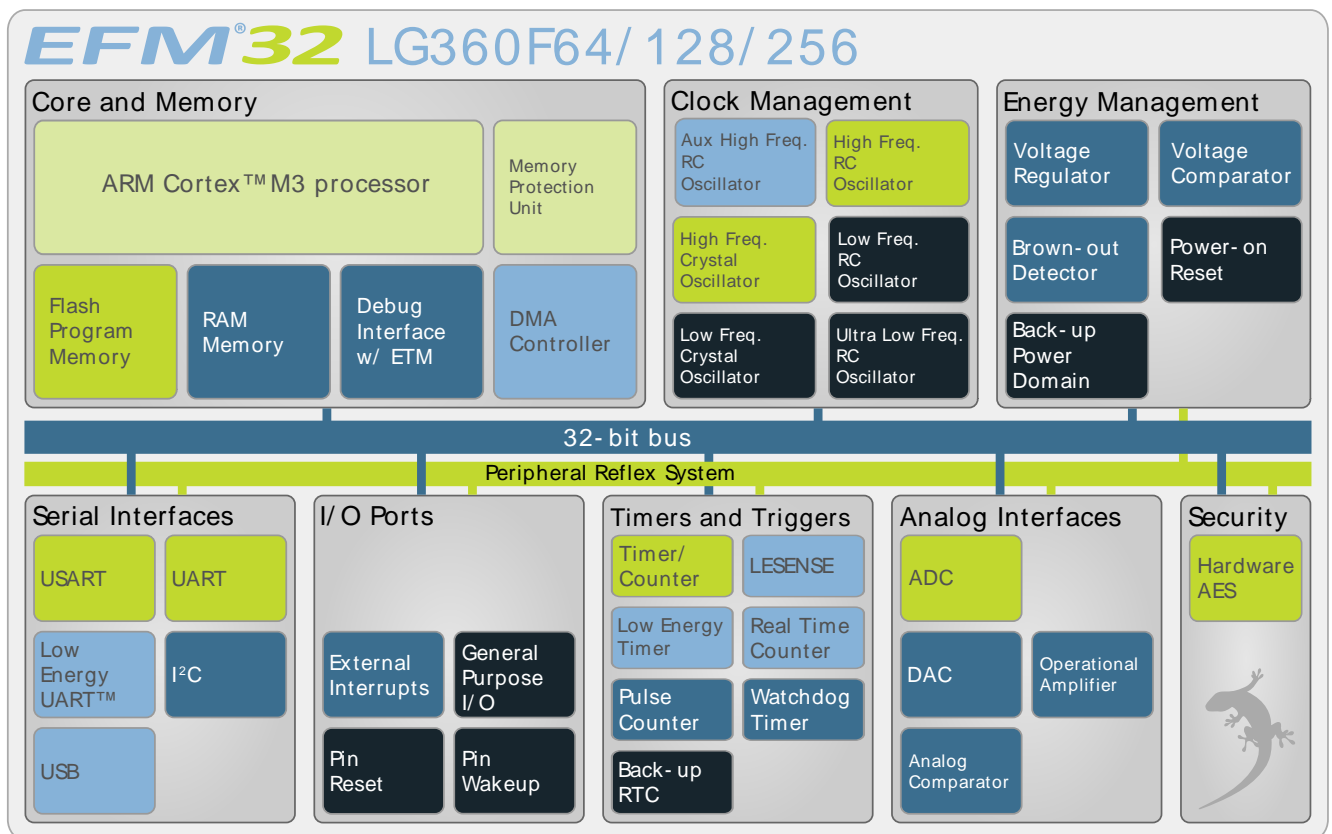 EFM®32 LG360F64/128/256
Core and Memory
ARM Cortex™ M3 processor
Memory
Protection
Unit
Flash
Program
Memory
RAM
Memory
Debug
Interface
w/ ETM
DMA
Controller
Clock Management
Aux High Freq.
RC
Oscillator
High Freq.
RC
Oscillator
High Freq.
Crystal
Oscillator
Low Freq.
RC
Oscillator
Low Freq.
Crystal
Oscillator
Ultra Low Freq.
RC
Oscillator
Energy Management
Voltage
Regulator
Voltage
Comparator
Brown-out
Detector
Power-on
Reset
Back-up
Power
Domain
32-bit bus
Peripheral Reflex System
Serial Interfaces
USART
UART
Low
Energy
UART™
I²C
USB
I/O Ports
External
Interrupts
General
Purpose
I/O
Pin
Reset
Pin
Wakeup
Timers and Triggers
Timer/
Counter
LESENSE
Low Energy
Timer
Real Time
Counter
Pulse
Counter
Watchdog
Timer
Back-up
RTC
Analog Interfaces
ADC
DAC
Operational
Amplifier
Analog
Comparator
Security
Hardware
AES